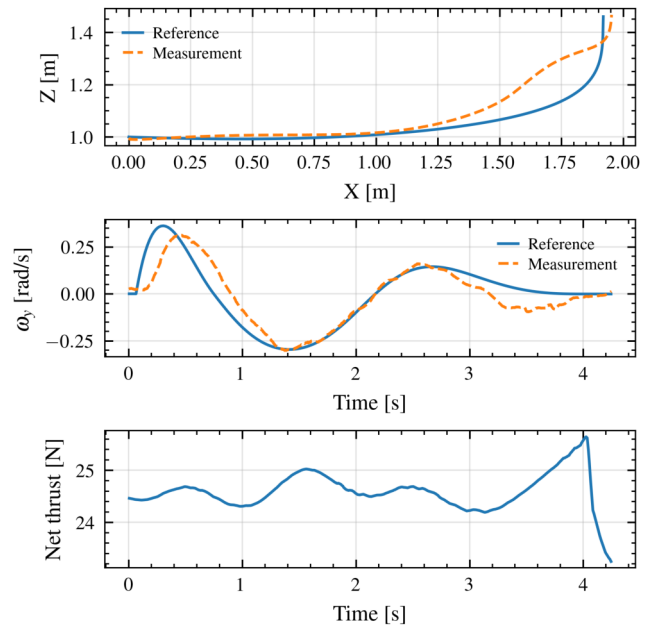 Z [m]
1.4
1.2
1.0
Reference
Measurement
0.00 0.25 0.50 0.75 1.00 1.25 1.50 1.75 2.00
X [m]
ω_y [rad/s]
0.25
0.00
−0.25
Reference
Measurement
0 1 2 3 4
Time [s]
Net thrust [N]
25
24
0 1 2 3 4
Time [s]